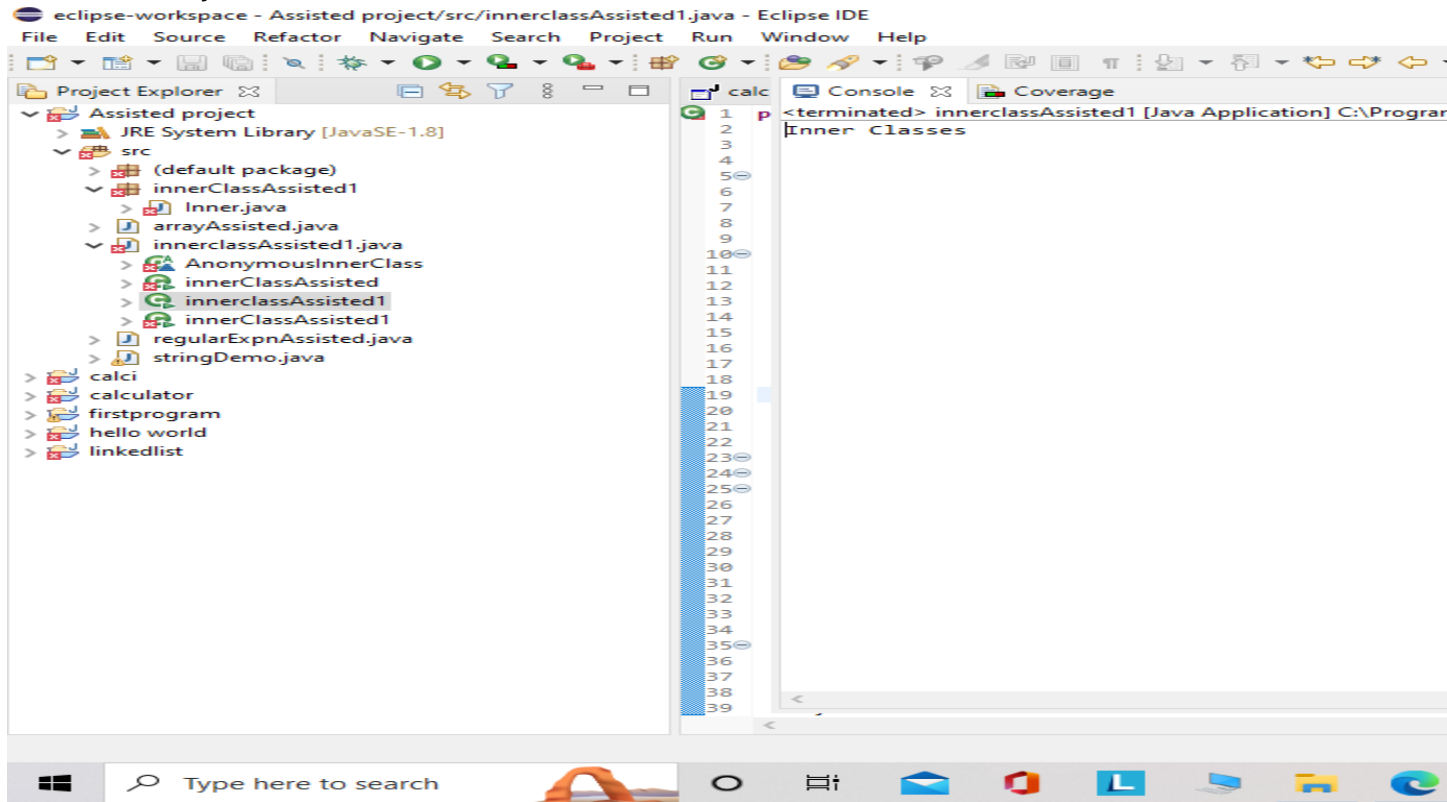 eclipse-workspace - Assisted project/src/innerclassAssisted1.java - Eclipse IDE
File Edit Source Refactor Navigate Search Project Run Window Help
Project Explorer
calc
Console
Coverage
Assisted project
JRE System Library [JavaSE-1.8]
src
(default package)
innerClassAssisted1
Inner.java
arrayAssisted.java
innerclassAssisted1.java
AnonymousInnerClass
innerClassAssisted
innerclassAssisted1
innerClassAssisted1
regularExpnAssisted.java
stringDemo.java
calci
calculator
firstprogram
hello world
linkedlist
1 p
2
3
4
5
6
7
8
9
10
11
12
13
14
15
16
17
18
19
20
21
22
23
24
25
26
27
28
29
30
31
32
33
34
35
36
37
38
39
<terminated> innerclassAssisted1 [Java Application] C:\Progran
Inner Classes
Type here to search
L